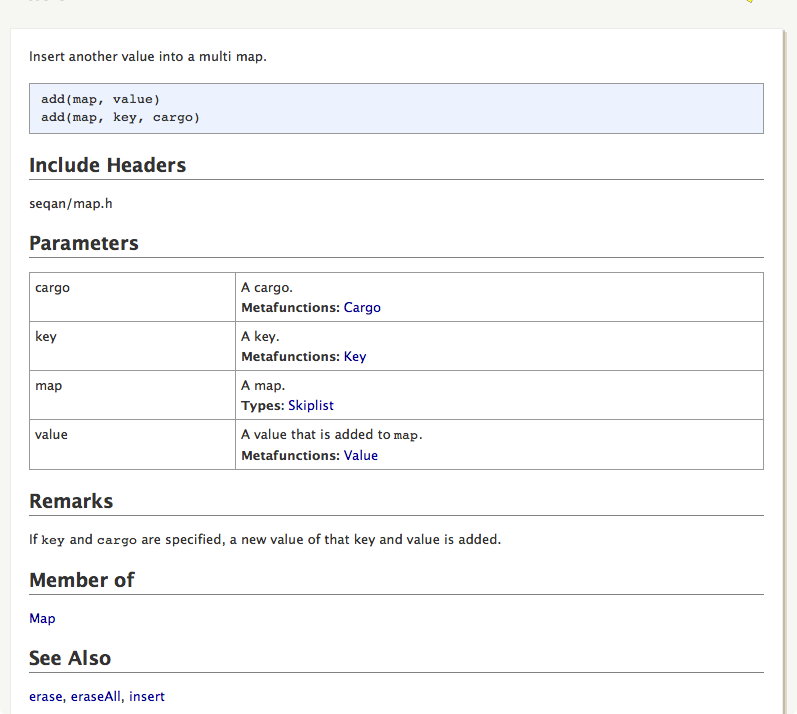 Insert another value into a multi map.
add(map, value)
add(map, key, cargo)
Include Headers
seqan/map.h
Parameters
cargo
A cargo.
Metafunctions: Cargo
key
A key.
Metafunctions: Key
map
A map.
Types: Skiplist
value
A value that is added to map.
Metafunctions: Value
Remarks
If key and cargo are specified, a new value of that key and value is added.
Member of
Map
See Also
erase, eraseAll, insert